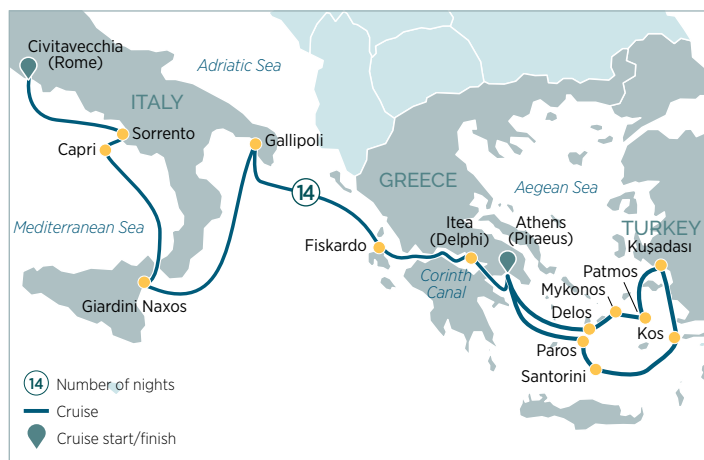 Civitavecchia
(Rome)
Adriatic Sea
ITALY
Sorrento
Capri
Gallipoli
Mediterranean Sea
Giardini Naxos
14
GREECE
Aegean Sea
Fiskardo
Itea
(Delphi)
Athens
(Piraeus)
TURKEY
Kuşadası
Corinth
Canal
Patmos
Mykonos
Delos
Kos
Paros
Santorini
14 Number of nights
Cruise
Cruise start/finish